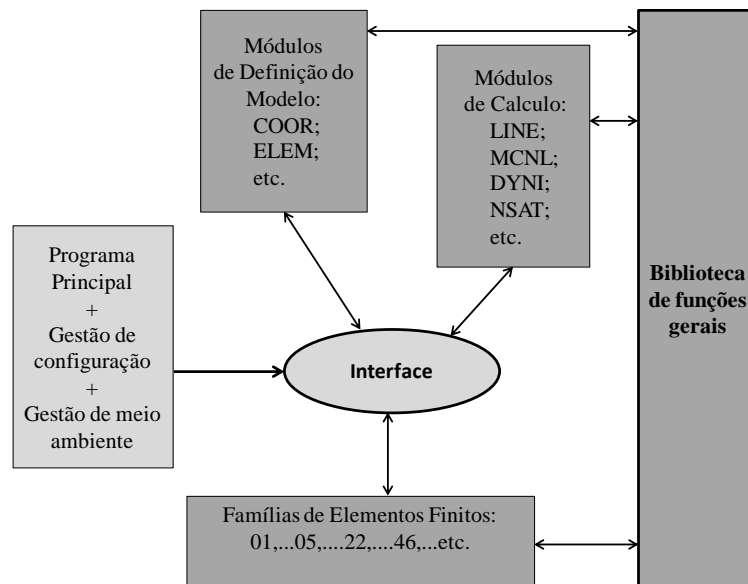 Módulos
de Definição do
Modelo:
COOR;
ELEM;
etc.
Módulos
de Calculo:
LINE;
MCNL;
DYNI;
NSAT;
etc.
Programa
Principal
+
Gestão de
configuração
+
Gestão de meio
ambiente
Interface
Biblioteca
de funções
gerais
Famílias de Elementos Finitos:
01,...05,....22,....46,...etc.